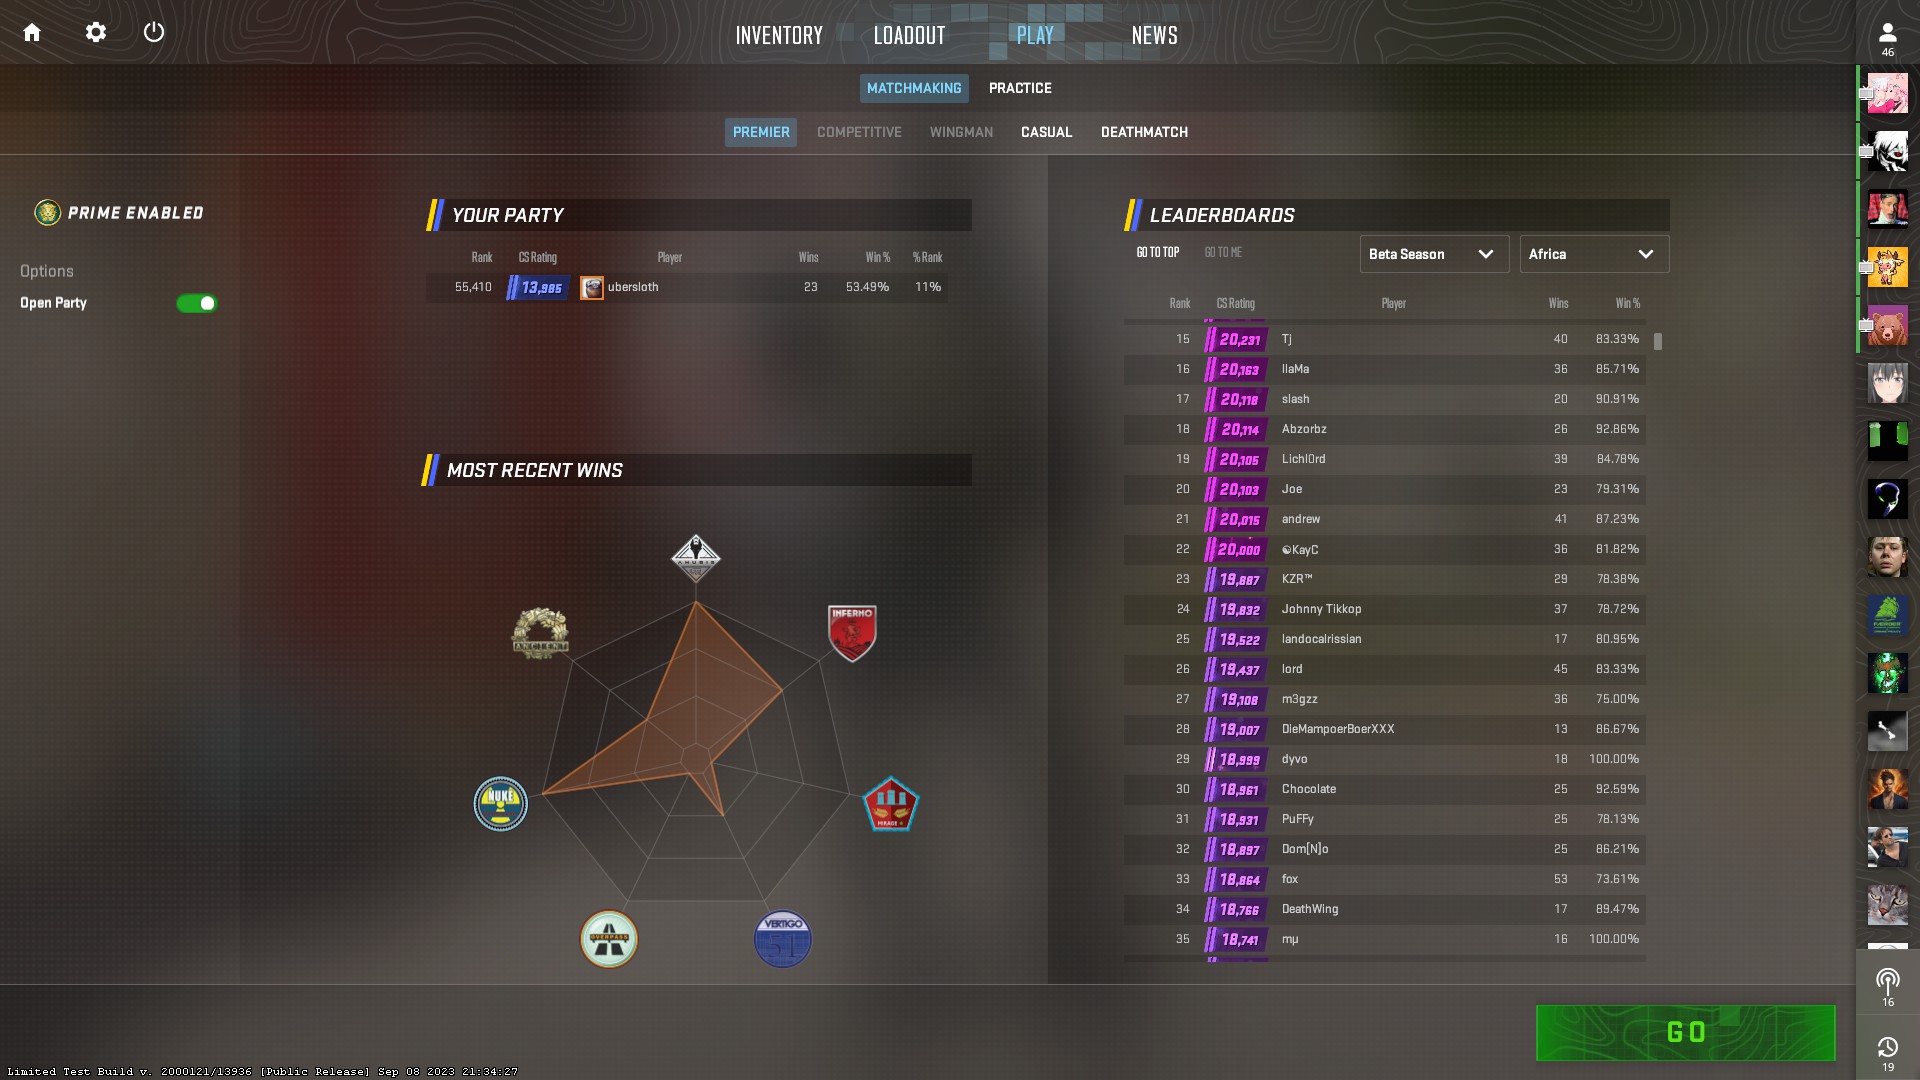 INVENTORY LOADOUT PLAY NEWS
46
MATCHMAKING PRACTICE
PREMIER COMPETITIVE WINGMAN CASUAL DEATHMATCH
PRIME ENABLED
Options
Open Party
YOUR PARTY
Rank CS Rating Player Wins Win % % Rank
55,410 13,985 ubersloth 23 53.49% 11%
MOST RECENT WINS
ANUBIS
INFERNO
ANCIENT
NUKE
MIRAGE
OVERPASS
VERTIGO
51
LEADERBOARDS
GO TO TOP GO TO ME Beta Season Africa
Rank CS Rating Player Wins Win %
15 20,231 Tj 40 83.33%
16 20,163 llaMa 36 85.71%
17 20,118 slash 20 90.91%
18 20,114 Abzorbz 26 92.86%
19 20,105 Lichl0rd 39 84.78%
20 20,103 Joe 23 79.31%
21 20,015 andrew 41 87.23%
22 20,000 ☯KayC 36 81.82%
23 19,887 KZR™ 29 78.38%
24 19,832 Johnny Tikkop 37 78.72%
25 19,522 landocalrissian 17 80.95%
26 19,437 lord 45 83.33%
27 19,108 m3gzz 36 75.00%
28 19,007 DieMampoerBoerXXX 13 86.67%
29 18,999 dyvo 18 100.00%
30 18,961 Chocolate 25 92.59%
31 18,931 PuFFy 25 78.13%
32 18,897 Dom[N]o 25 86.21%
33 18,864 fox 53 73.61%
34 18,766 DeathWing 17 89.47%
35 18,741 mµ 16 100.00%
16
GO
19
Limited Test Build v. 2000121/13936 [Public Release] Sep 08 2023 21:34:27